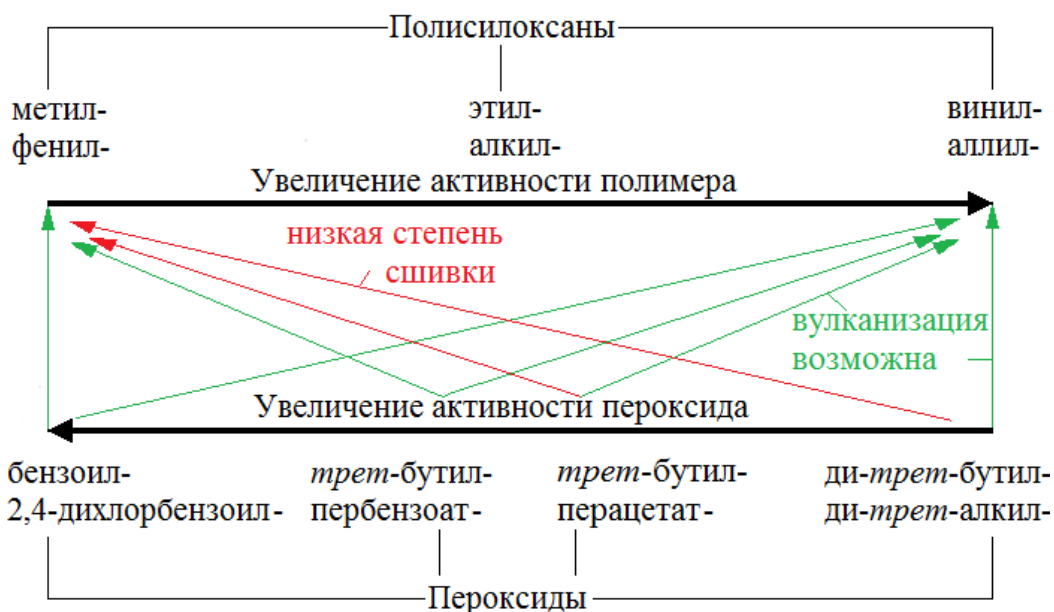 Полисилоксаны
метил-
фенил-
этил-
алкил-
винил-
аллил-
Увеличение активности полимера
низкая степень
сшивки
вулканизация
возможна
Увеличение активности пероксида
бензоил-
2,4-дихлорбензоил-
трет-бутил-
пербензоат-
трет-бутил-
перацетат-
ди-трет-бутил-
ди-трет-алкил-
Пероксиды